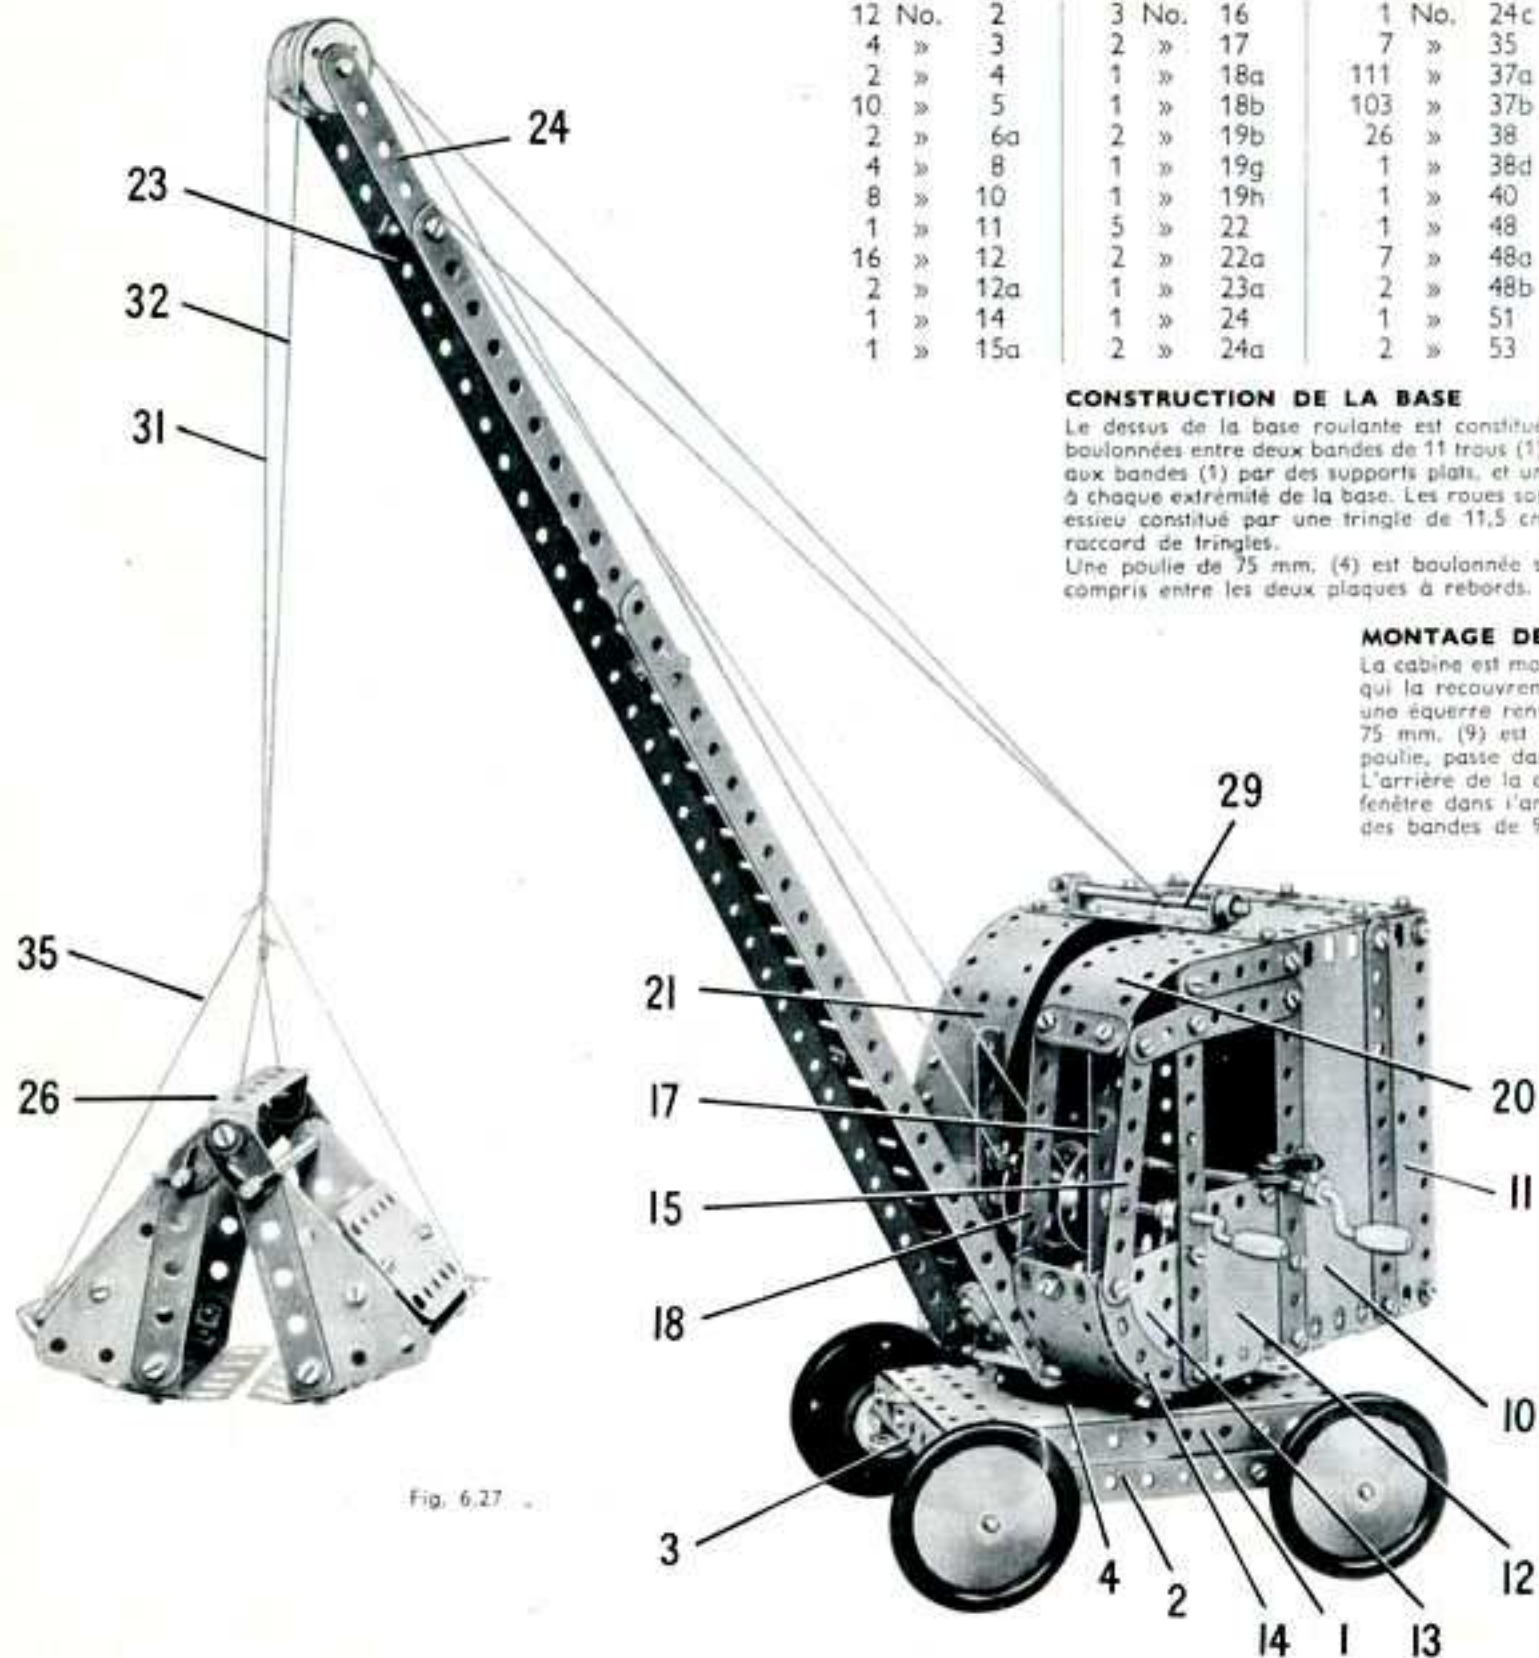 12 No. 2 3 No. 16 1 No. 24c
4 » 3 2 » 17 7 » 35
2 » 4 1 » 18a 111 » 37a
10 » 5 1 » 18b 103 » 37b
2 » 6a 2 » 19b 26 » 38
4 » 8 1 » 19g 1 » 38d
8 » 10 1 » 19h 1 » 40
1 » 11 5 » 22 1 » 48
16 » 12 2 » 22a 7 » 48a
2 » 12a 1 » 23a 2 » 48b
1 » 14 1 » 24 1 » 51
1 » 15a 2 » 24a 2 » 53
CONSTRUCTION DE LA BASE
Le dessus de la base roulante est constitué
boulonnées entre deux bandes de 11 trous (1)
aux bandes (1) par des supports plats, et un
à chaque extrémité de la base. Les roues so
essieu constitué par une tringle de 11,5 c
raccord de tringles.
Une poulie de 75 mm. (4) est boulonnée s
compris entre les deux plaques à rebords.
MONTAGE DE
La cabine est mo
qui la recouvren
une équerre ren
75 mm. (9) est
poulie, passe da
L'arrière de la c
fenêtre dans l'ar
des bandes de
24
23
32
31
29
35
21
26
17
20
15
11
18
10
Fig. 6.27
3
4
2
12
14
1
13